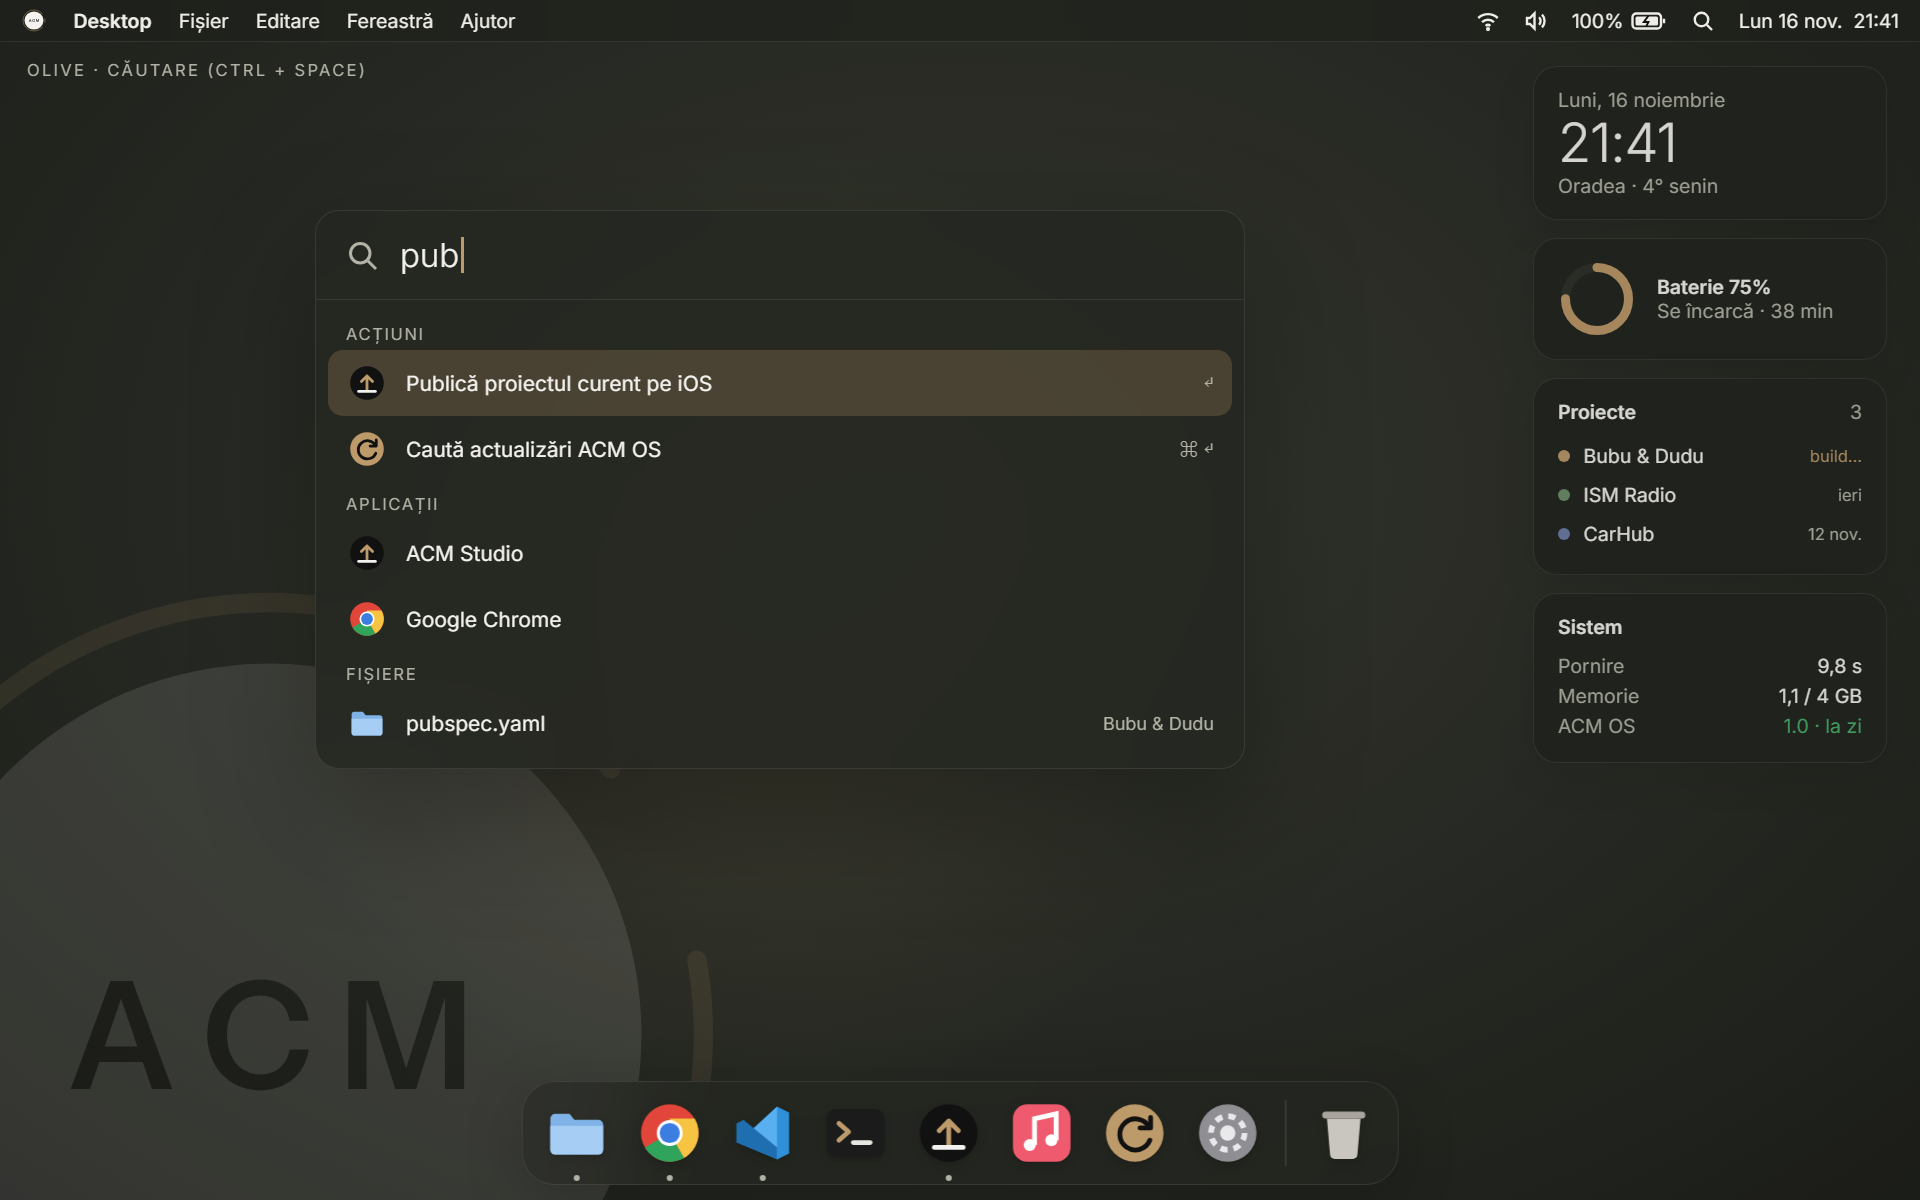 ACM
Desktop Fișier Editare Fereastră Ajutor
100% Lun 16 nov. 21:41
OLIVE · CĂUTARE (CTRL + SPACE)
pub
ACȚIUNI
Publică proiectul curent pe iOS ↵
Caută actualizări ACM OS ⌘ ↵
APLICAȚII
ACM Studio
Google Chrome
FIȘIERE
pubspec.yaml Bubu & Dudu
Luni, 16 noiembrie
21:41
Oradea · 4° senin
Baterie 75%
Se încarcă · 38 min
Proiecte 3
Bubu & Dudu build...
ISM Radio ieri
CarHub 12 nov.
Sistem
Pornire 9,8 s
Memorie 1,1 / 4 GB
ACM OS 1.0 · la zi
ACM